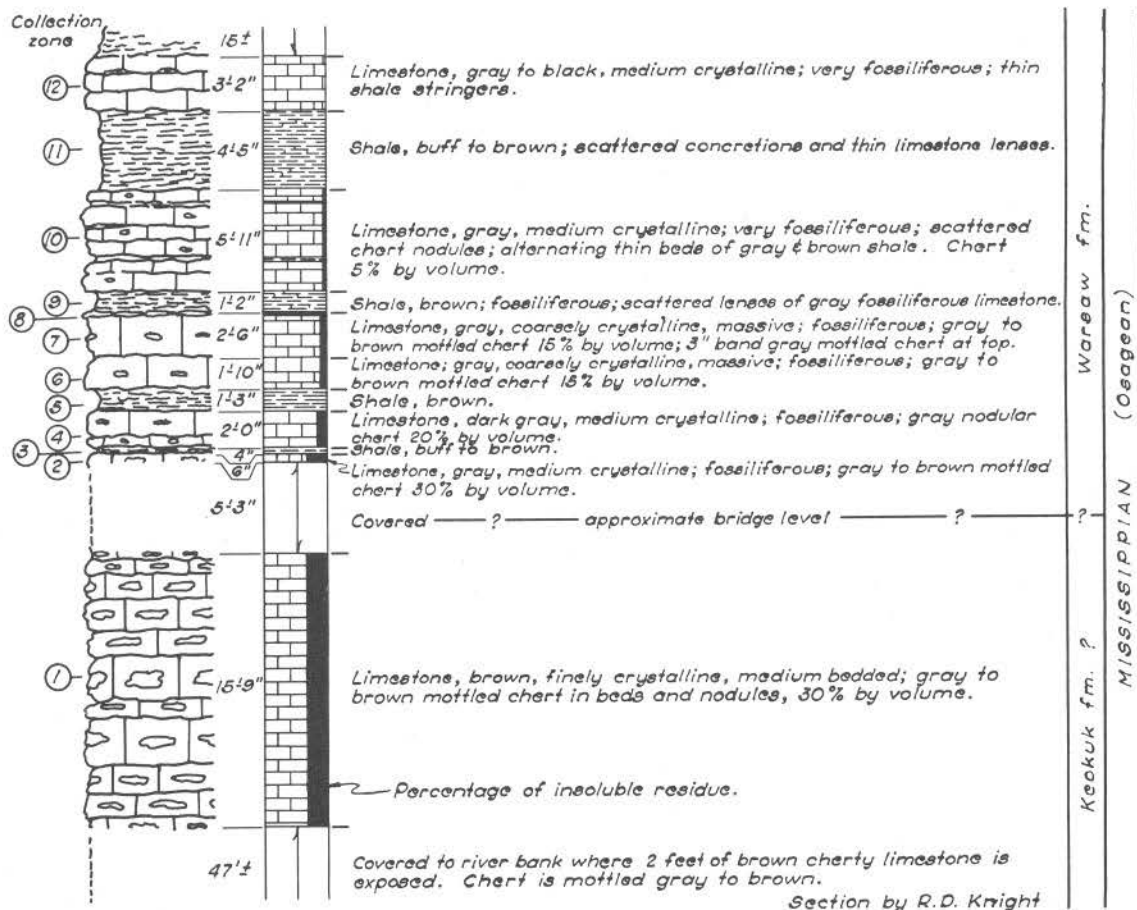 Collection
zone
15±
12
3'-2"
Limestone, gray to black, medium crystalline; very fossiliferous; thin
shale stringers.
11
4'-5"
Shale, buff to brown; scattered concretions and thin limestone lenses.
10
5'-11"
Limestone, gray, medium crystalline; very fossiliferous; scattered
chert nodules; alternating thin beds of gray & brown shale. Chert
5% by volume.
9
1'-2"
Shale, brown; fossiliferous; scattered lenses of gray fossiliferous limestone.
8
7
2'-6"
Limestone, gray, coarsely crystalline, massive; fossiliferous; gray to
brown mottled chert 15% by volume; 3" band gray mottled chert at top.
6
1'-10"
Limestone; gray, coarsely crystalline, massive; fossiliferous; gray to
brown mottled chert 15% by volume.
5
1'-3"
Shale, brown.
4
2'-0"
Limestone, dark gray, medium crystalline; fossiliferous; gray nodular
chert 20% by volume.
3
4"
Shale, buff to brown.
2
6"
Limestone, gray, medium crystalline; fossiliferous; gray to brown mottled
chert 30% by volume.
5'-3"
Covered — ? — approximate bridge level — ? — ? —
1
15'-9"
Limestone, brown, finely crystalline, medium bedded; gray to
brown mottled chert in beds and nodules, 30% by volume.
Percentage of insoluble residue.
47'±
Covered to river bank where 2 feet of brown cherty limestone is
exposed. Chert is mottled gray to brown.
Section by R.D. Knight
Warsaw fm.
Keokuk fm. ?
MISSISSIPPIAN (Osagean)